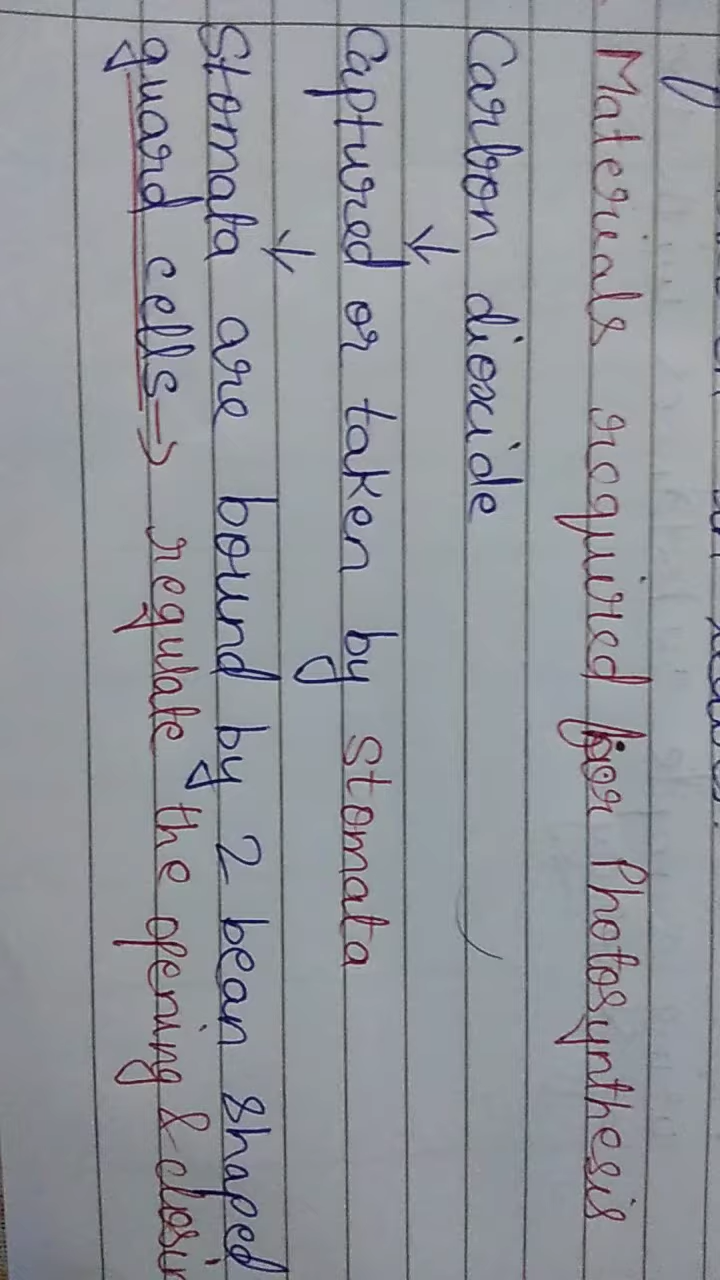 Materials required for Photosynthesis
Carbon dioxide
↓
Captured or taken by stomata
↓
Stomata are bound by 2 bean shaped
guard cells → regulate the opening & closin